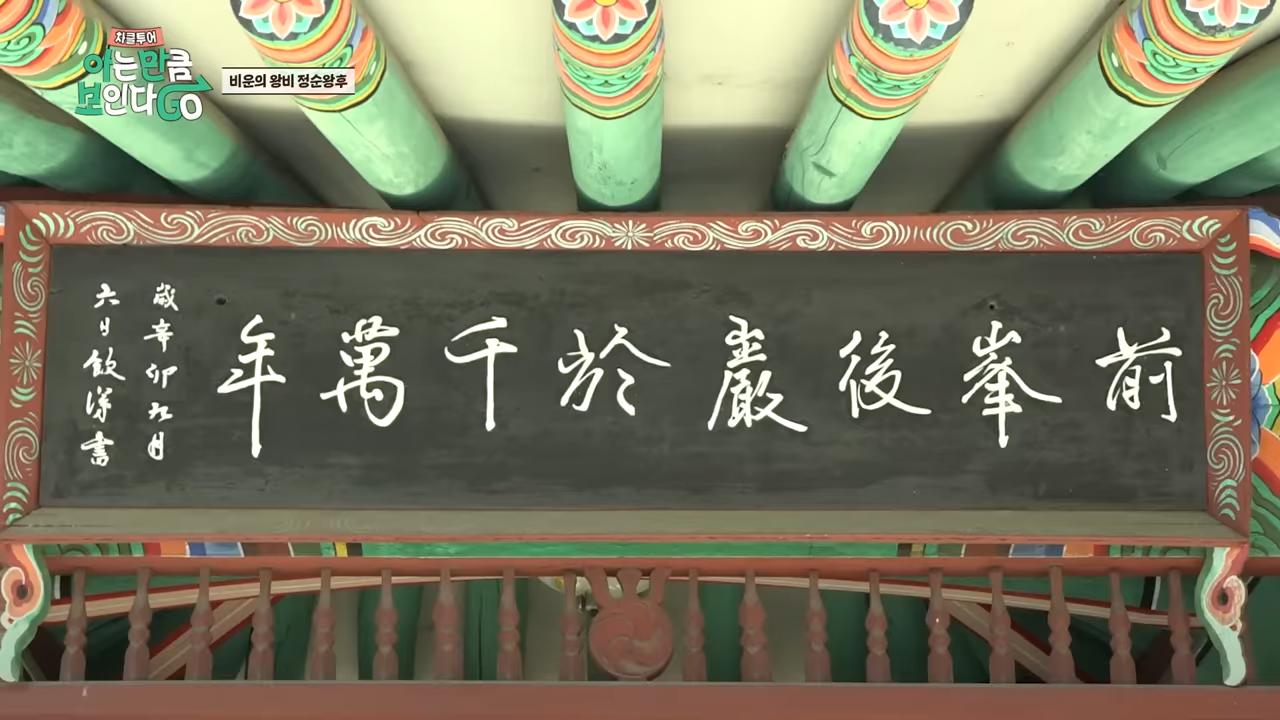 차클투어
아는만큼
보인다GO
비운의 왕비 정순왕후
前峯後巖於千萬年
歲辛卯九月
六日飮涕書